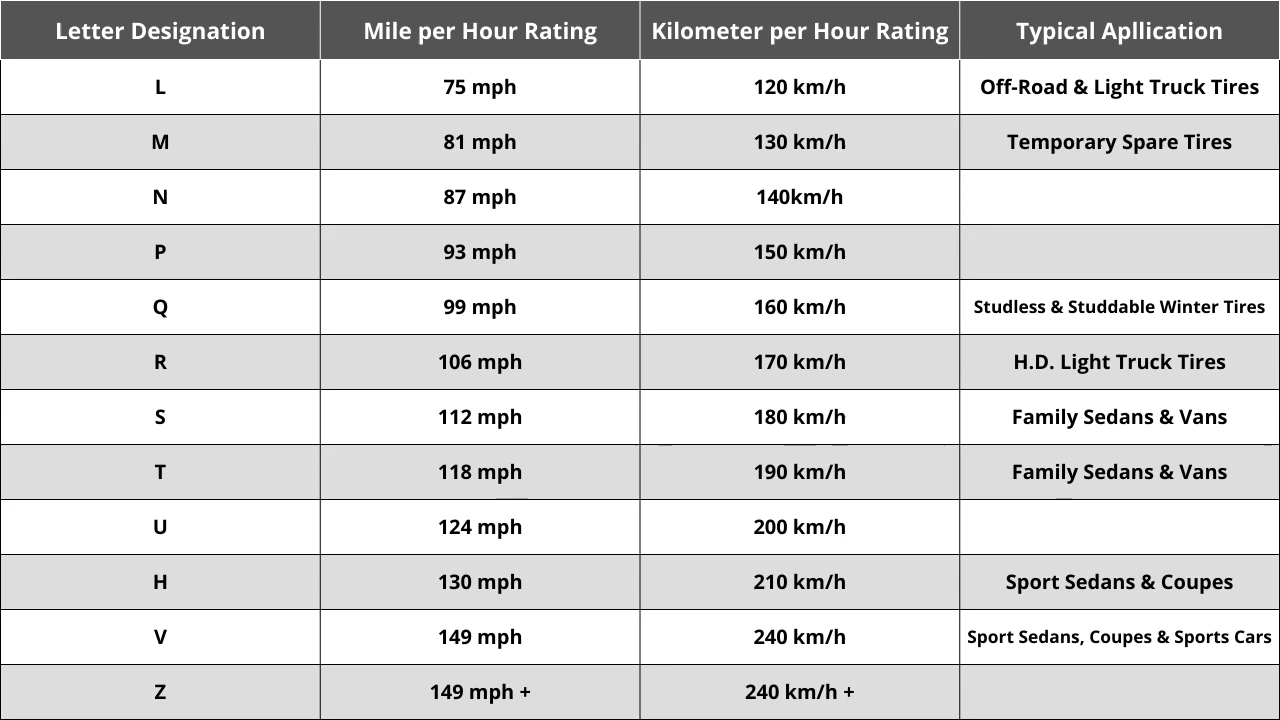 Letter Designation Mile per Hour Rating Kilometer per Hour Rating Typical Apllication
L 75 mph 120 km/h Off-Road & Light Truck Tires
M 81 mph 130 km/h Temporary Spare Tires
N 87 mph 140km/h
P 93 mph 150 km/h
Q 99 mph 160 km/h Studless & Studdable Winter Tires
R 106 mph 170 km/h H.D. Light Truck Tires
S 112 mph 180 km/h Family Sedans & Vans
T 118 mph 190 km/h Family Sedans & Vans
U 124 mph 200 km/h
H 130 mph 210 km/h Sport Sedans & Coupes
V 149 mph 240 km/h Sport Sedans, Coupes & Sports Cars
Z 149 mph + 240 km/h +